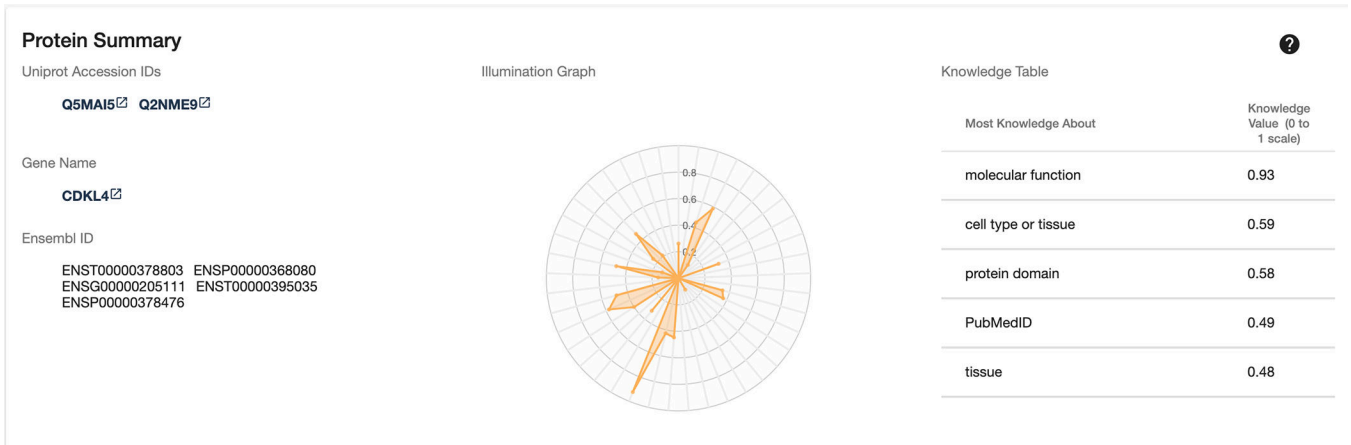 Protein Summary
?
Uniprot Accession IDs
Q5MAI5 Q2NME9
Gene Name
CDKL4
Ensembl ID
ENST00000378803 ENSP00000368080
ENSG00000205111 ENST00000395035
ENSP00000378476
Illumination Graph
0.8
0.6
0.4
0.2
Knowledge Table
Most Knowledge About
Knowledge
Value (0 to
1 scale)
molecular function 0.93
cell type or tissue 0.59
protein domain 0.58
PubMedID 0.49
tissue 0.48